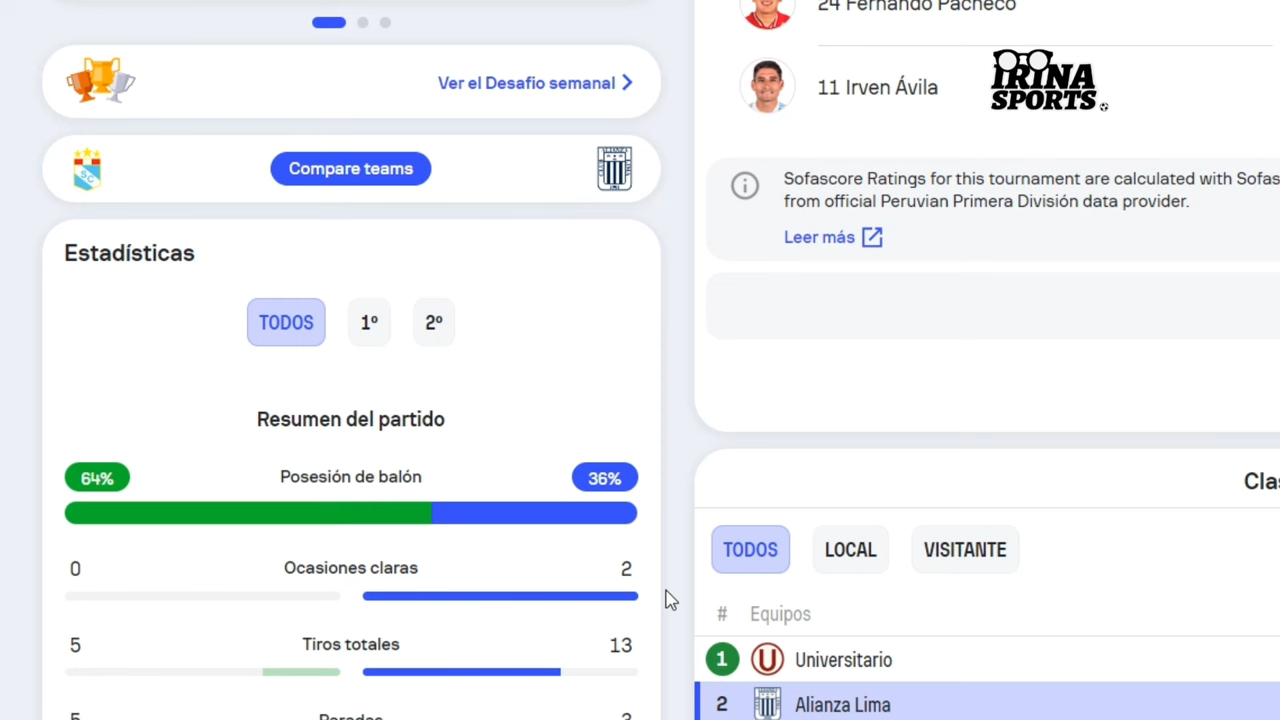 Ver el Desafio semanal
SC
Compare teams
Estadísticas
TODOS 1º 2º
Resumen del partido
64% Posesión de balón 36%
0 Ocasiones claras 2
5 Tiros totales 13
24 Fernando Pacheco
11 Irven Ávila
IRINA
SPORTS
Sofascore Ratings for this tournament are calculated with Sofas
from official Peruvian Primera División data provider.
Leer más
Clas
TODOS LOCAL VISITANTE
# Equipos
1 U Universitario
2 Alianza Lima